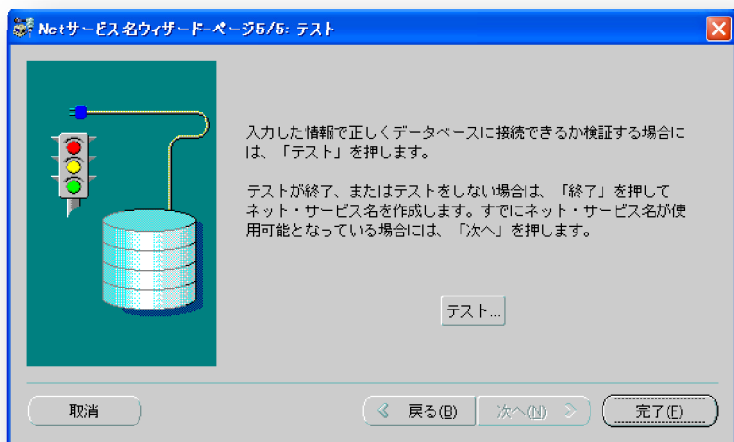 Netサービス名ウィザード-ページ5/5: テスト
入力した情報で正しくデータベースに接続できるか検証する場合に
は、「テスト」を押します。
テストが終了、またはテストをしない場合は、「終了」を押して
ネット・サービス名を作成します。すでにネット・サービス名が使
用可能となっている場合には、「次へ」を押します。
テスト...
取消
戻る(B)
次へ(N)
完了(F)